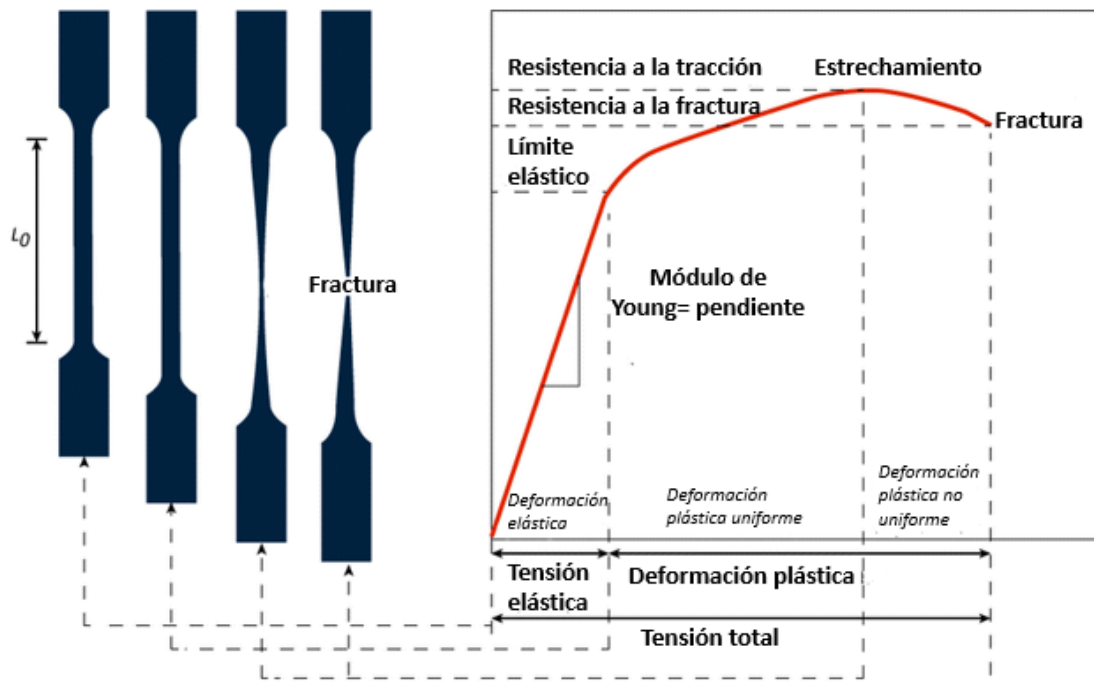 L0
Fractura
Resistencia a la tracción
Estrechamiento
Resistencia a la fractura
Fractura
Límite
elástico
Módulo de
Young= pendiente
Deformación
elástica
Deformación
plástica uniforme
Deformación
plástica no
uniforme
Tensión
elástica
Deformación plástica
Tensión total